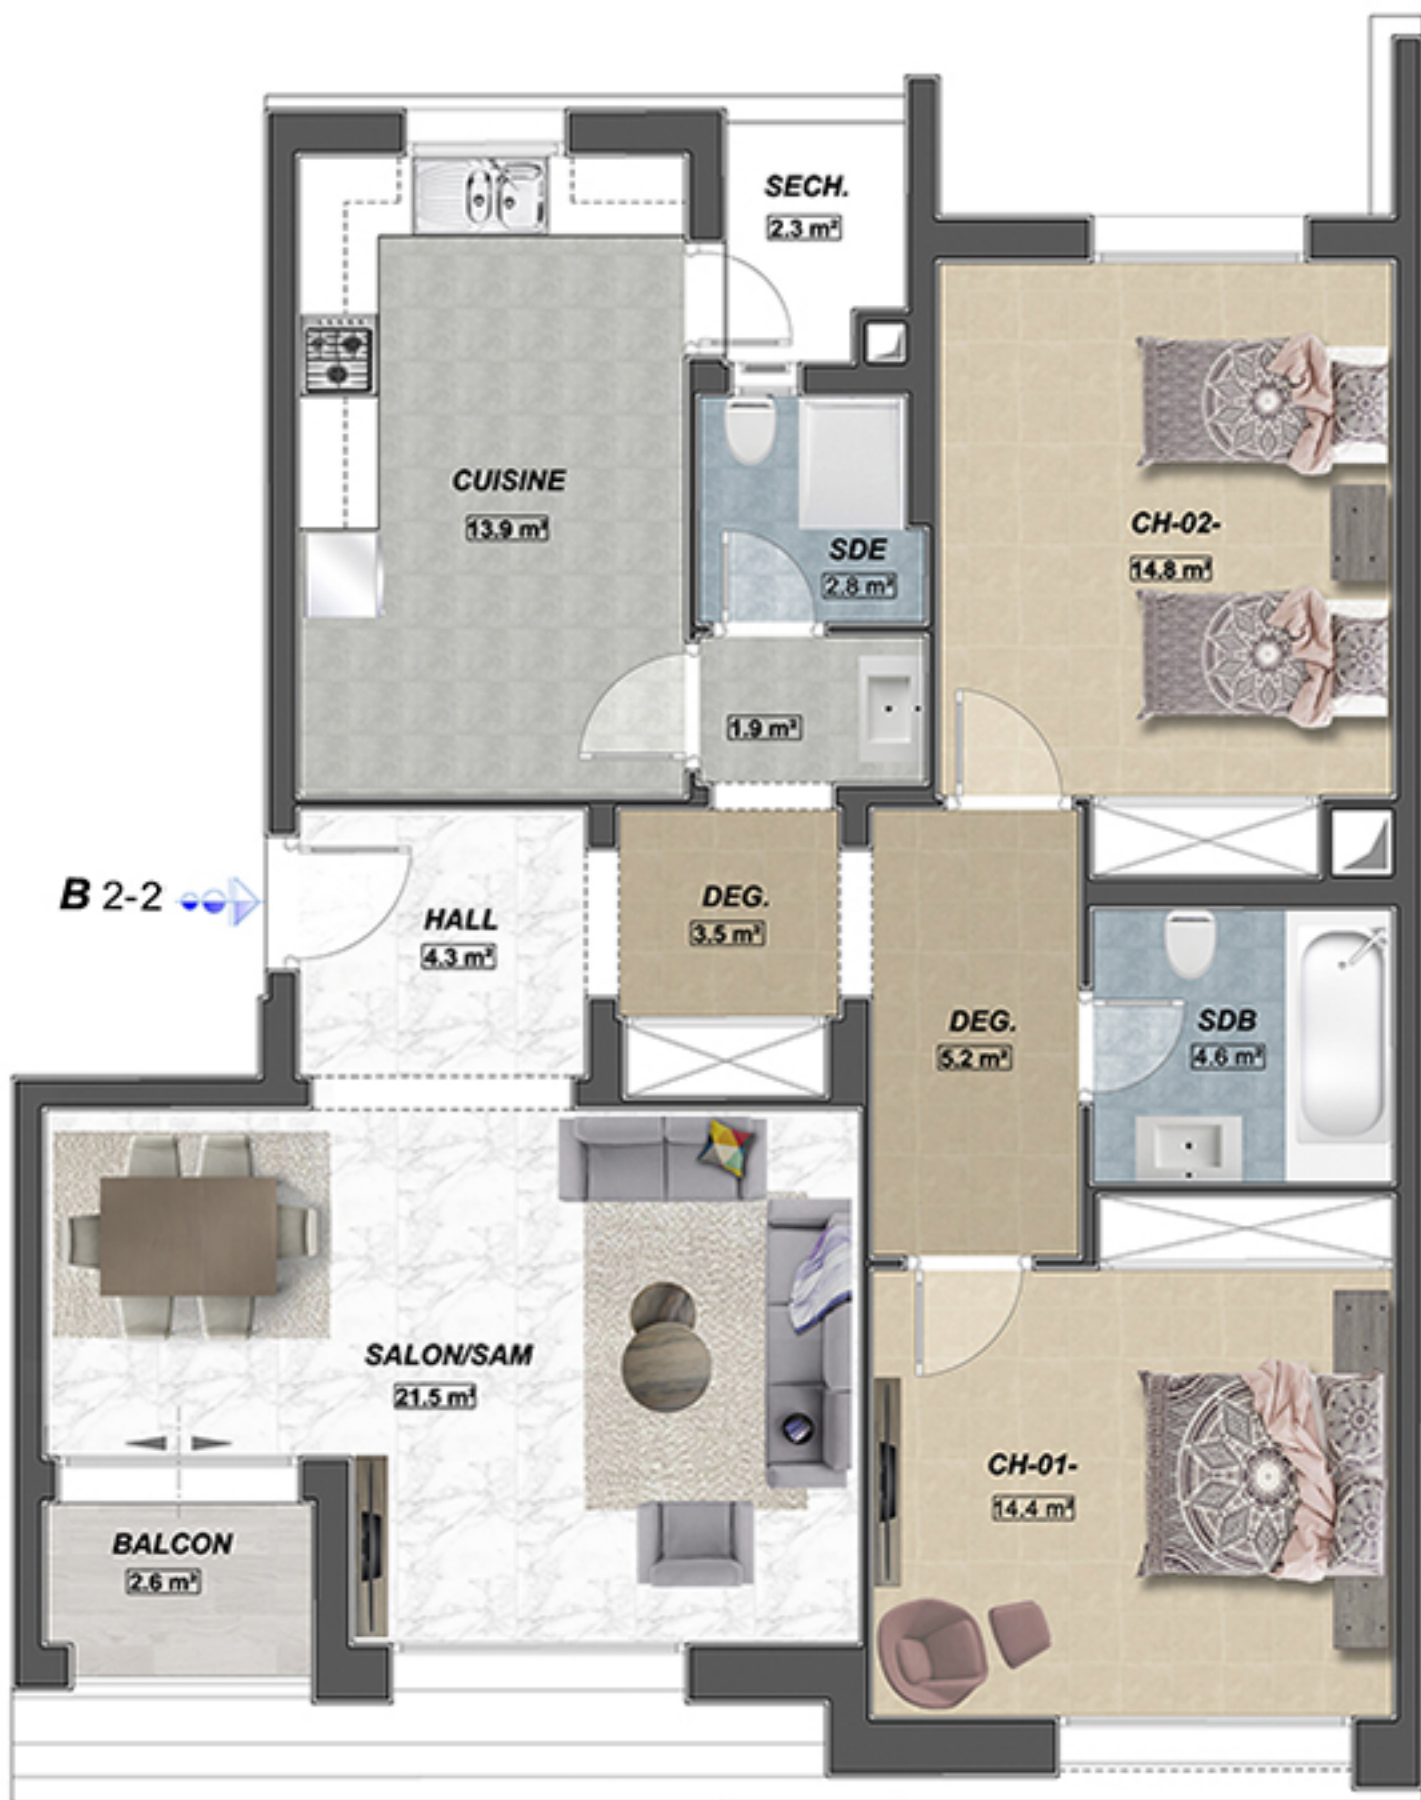 SECH.
2.3 m²
CUISINE
13.9 m²
CH-02-
14.8 m²
SDE
2.8 m²
1.9 m²
B 2-2
HALL
4.3 m²
DEG.
3.5 m²
DEG.
5.2 m²
SDB
4.6 m²
SALON/SAM
21.5 m²
CH-01-
14.4 m²
BALCON
2.6 m²